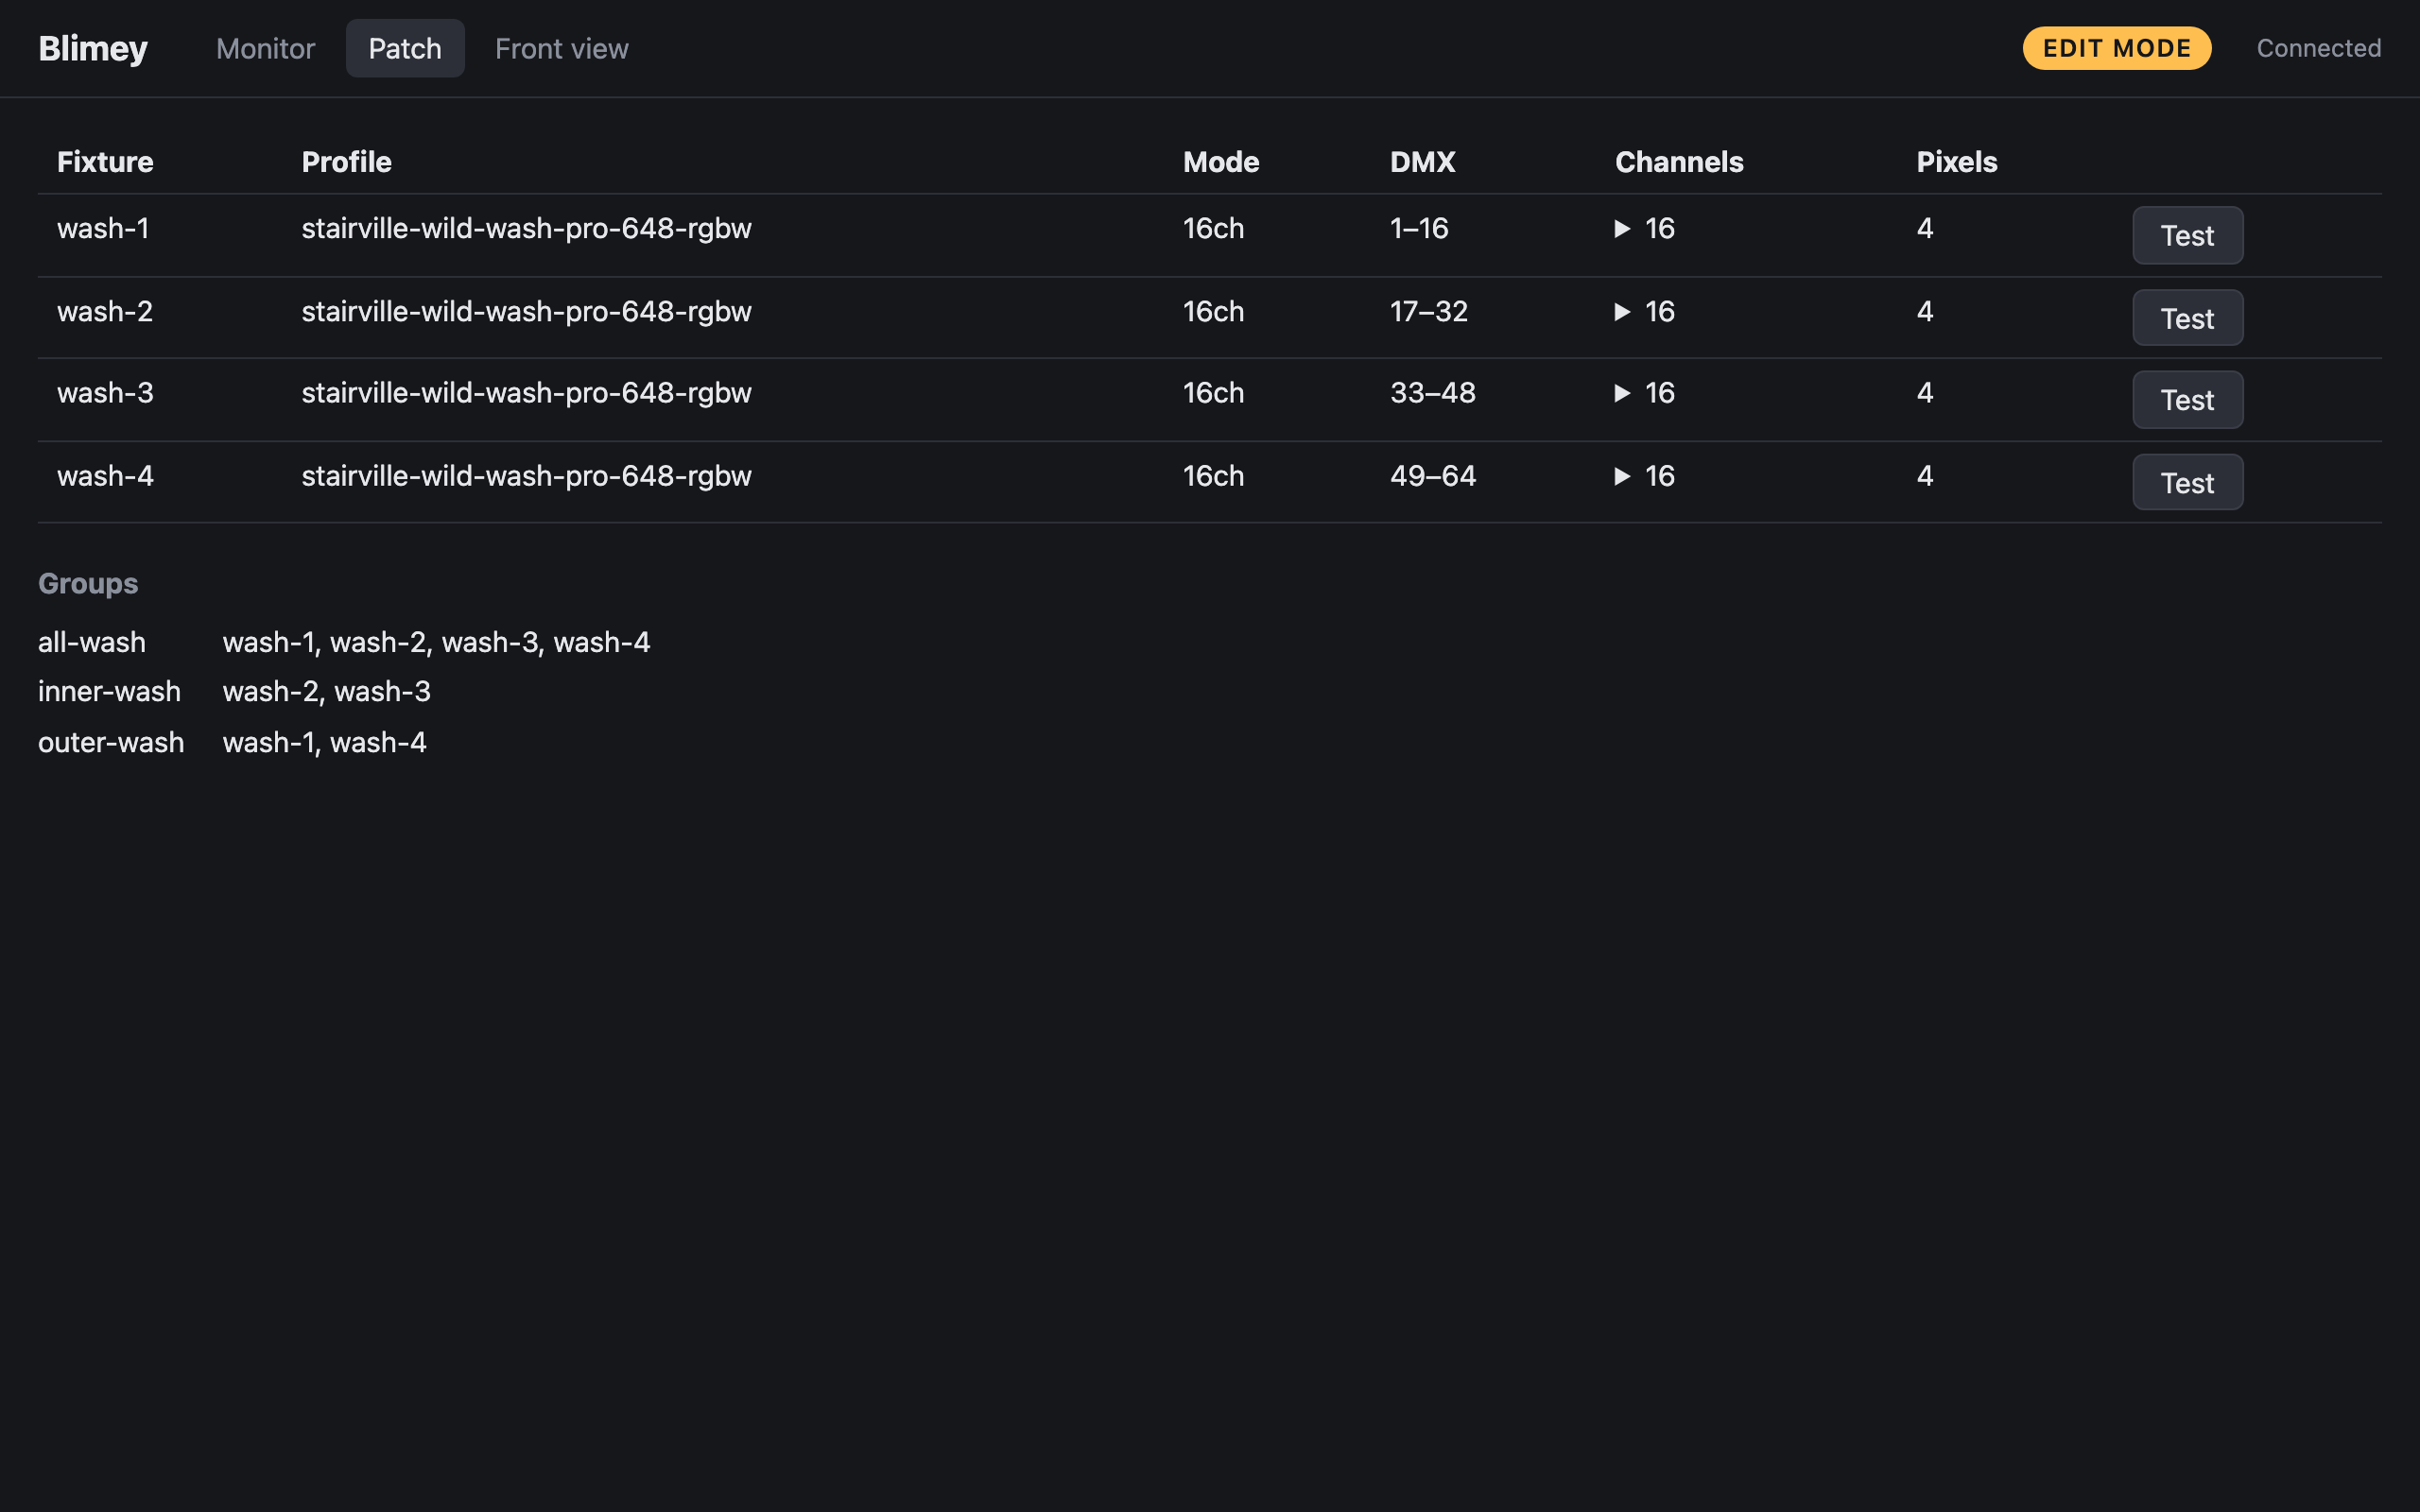 Blimey Monitor Patch Front view EDIT MODE Connected
Fixture Profile Mode DMX Channels Pixels
wash-1 stairville-wild-wash-pro-648-rgbw 16ch 1–16 ▶ 16 4 Test
wash-2 stairville-wild-wash-pro-648-rgbw 16ch 17–32 ▶ 16 4 Test
wash-3 stairville-wild-wash-pro-648-rgbw 16ch 33–48 ▶ 16 4 Test
wash-4 stairville-wild-wash-pro-648-rgbw 16ch 49–64 ▶ 16 4 Test
Groups
all-wash wash-1, wash-2, wash-3, wash-4
inner-wash wash-2, wash-3
outer-wash wash-1, wash-4